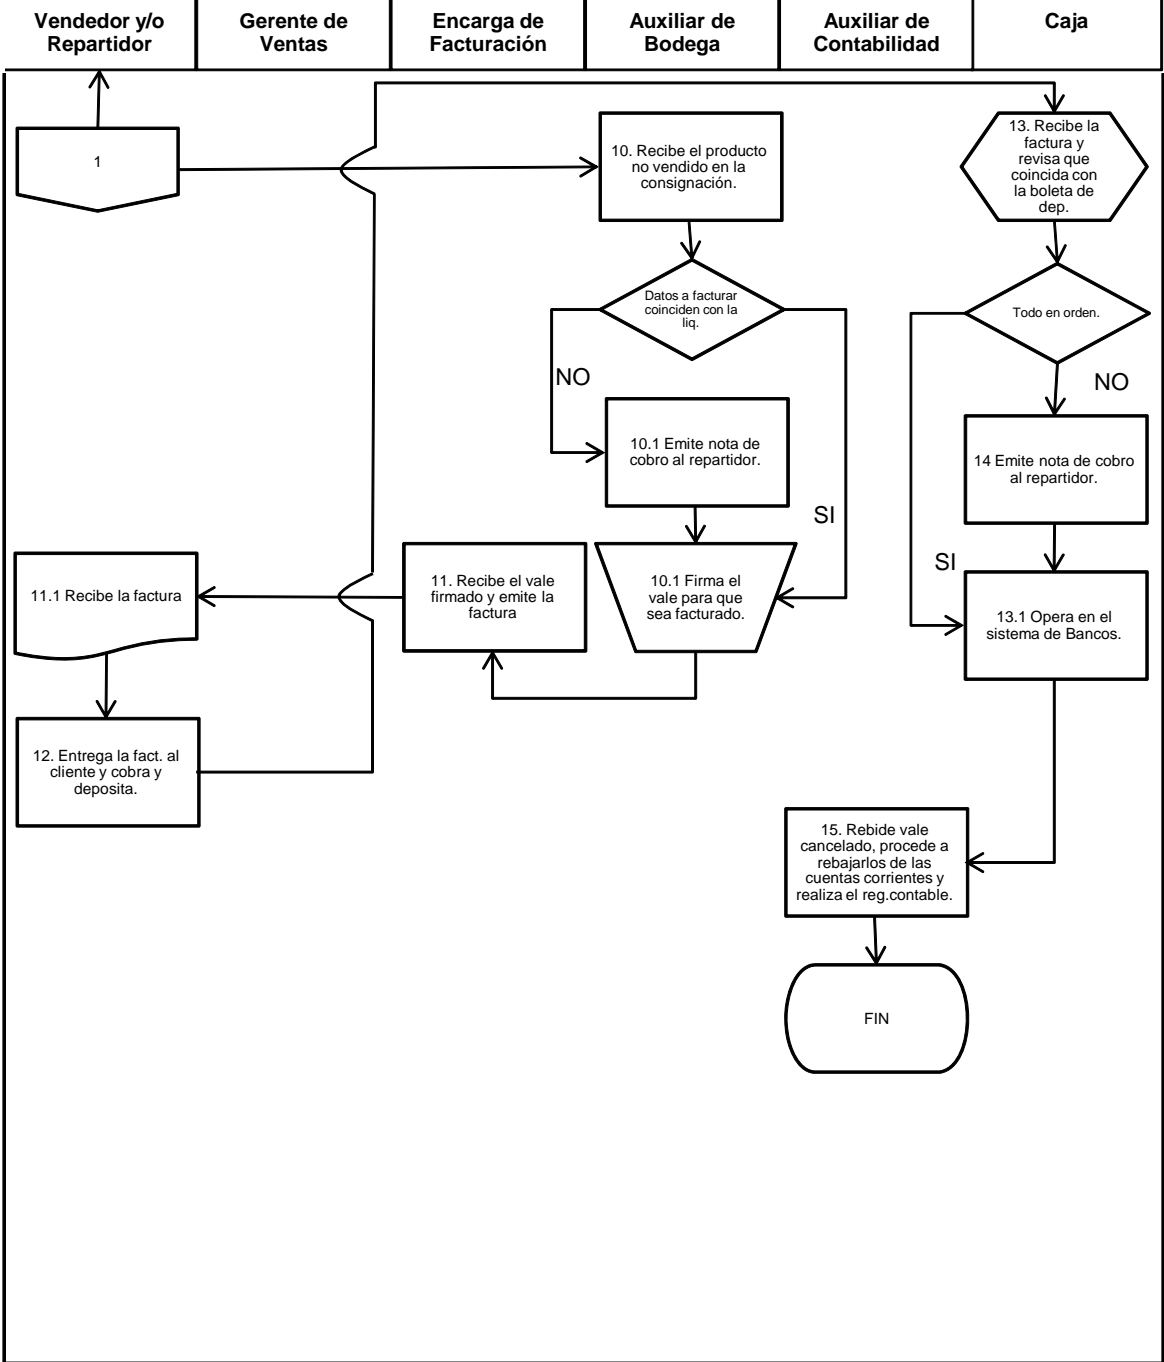 Vendedor y/o
Repartidor
Gerente de
Ventas
Encarga de
Facturación
Auxiliar de
Bodega
Auxiliar de
Contabilidad
Caja
1
10. Recibe el producto
no vendido en la
consignación.
13. Recibe la
factura y
revisa que
coincida con
la boleta de
dep.
Datos a facturar
coinciden con la
liq.
Todo en orden.
NO
NO
10.1 Emite nota de
cobro al repartidor.
14 Emite nota de cobro
al repartidor.
SI
SI
11.1 Recibe la factura
11. Recibe el vale
firmado y emite la
factura
10.1 Firma el
vale para que
sea facturado.
13.1 Opera en el
sistema de Bancos.
12. Entrega la fact. al
cliente y cobra y
deposita.
15. Rebide vale
cancelado, procede a
rebajarlos de las
cuentas corrientes y
realiza el reg.contable.
FIN